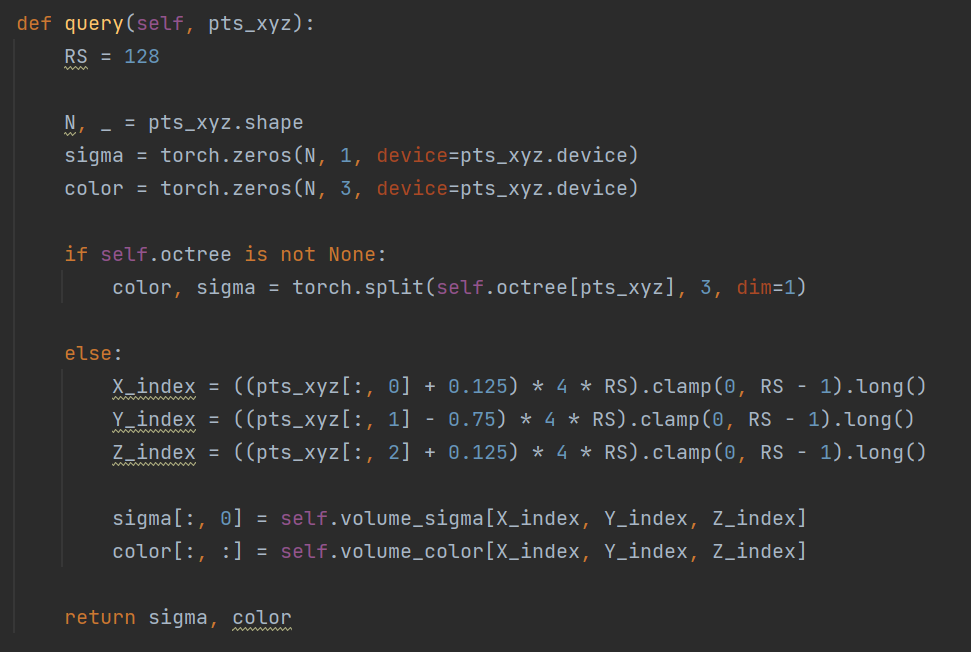 def query(self, pts_xyz):
    RS = 128
    N, _ = pts_xyz.shape
    sigma = torch.zeros(N, 1, device=pts_xyz.device)
    color = torch.zeros(N, 3, device=pts_xyz.device)
    if self.octree is not None:
        color, sigma = torch.split(self.octree[pts_xyz], 3, dim=1)
    else:
        X_index = ((pts_xyz[:, 0] + 0.125) * 4 * RS).clamp(0, RS - 1).long()
        Y_index = ((pts_xyz[:, 1] - 0.75) * 4 * RS).clamp(0, RS - 1).long()
        Z_index = ((pts_xyz[:, 2] + 0.125) * 4 * RS).clamp(0, RS - 1).long()
        sigma[:, 0] = self.volume_sigma[X_index, Y_index, Z_index]
        color[:, :] = self.volume_color[X_index, Y_index, Z_index]
    return sigma, color